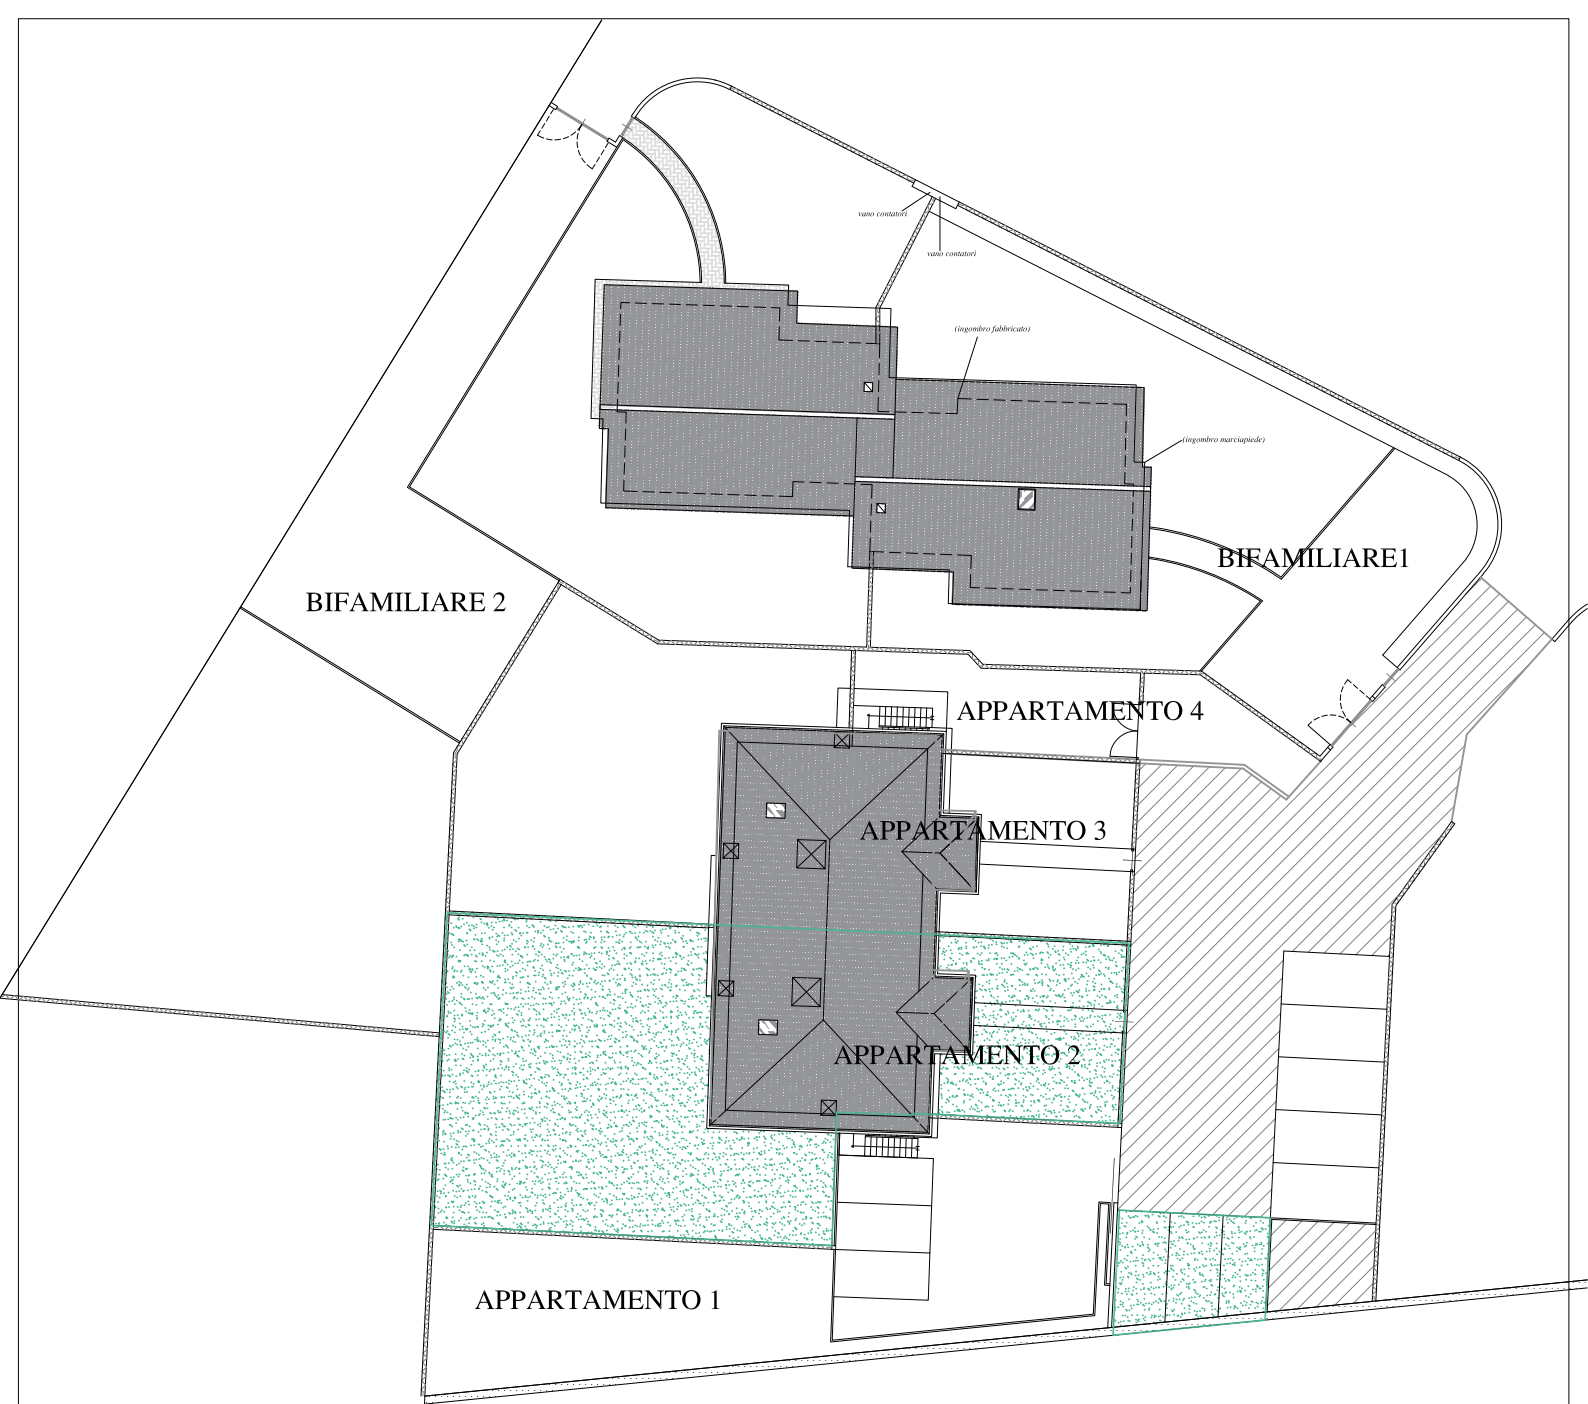 vano contatori
vano contatori
(ingombro fabbricato)
(ingombro marciapiede)
BIFAMILIARE1
BIFAMILIARE 2
APPARTAMENTO 4
APPARTAMENTO 3
APPARTAMENTO 2
APPARTAMENTO 1